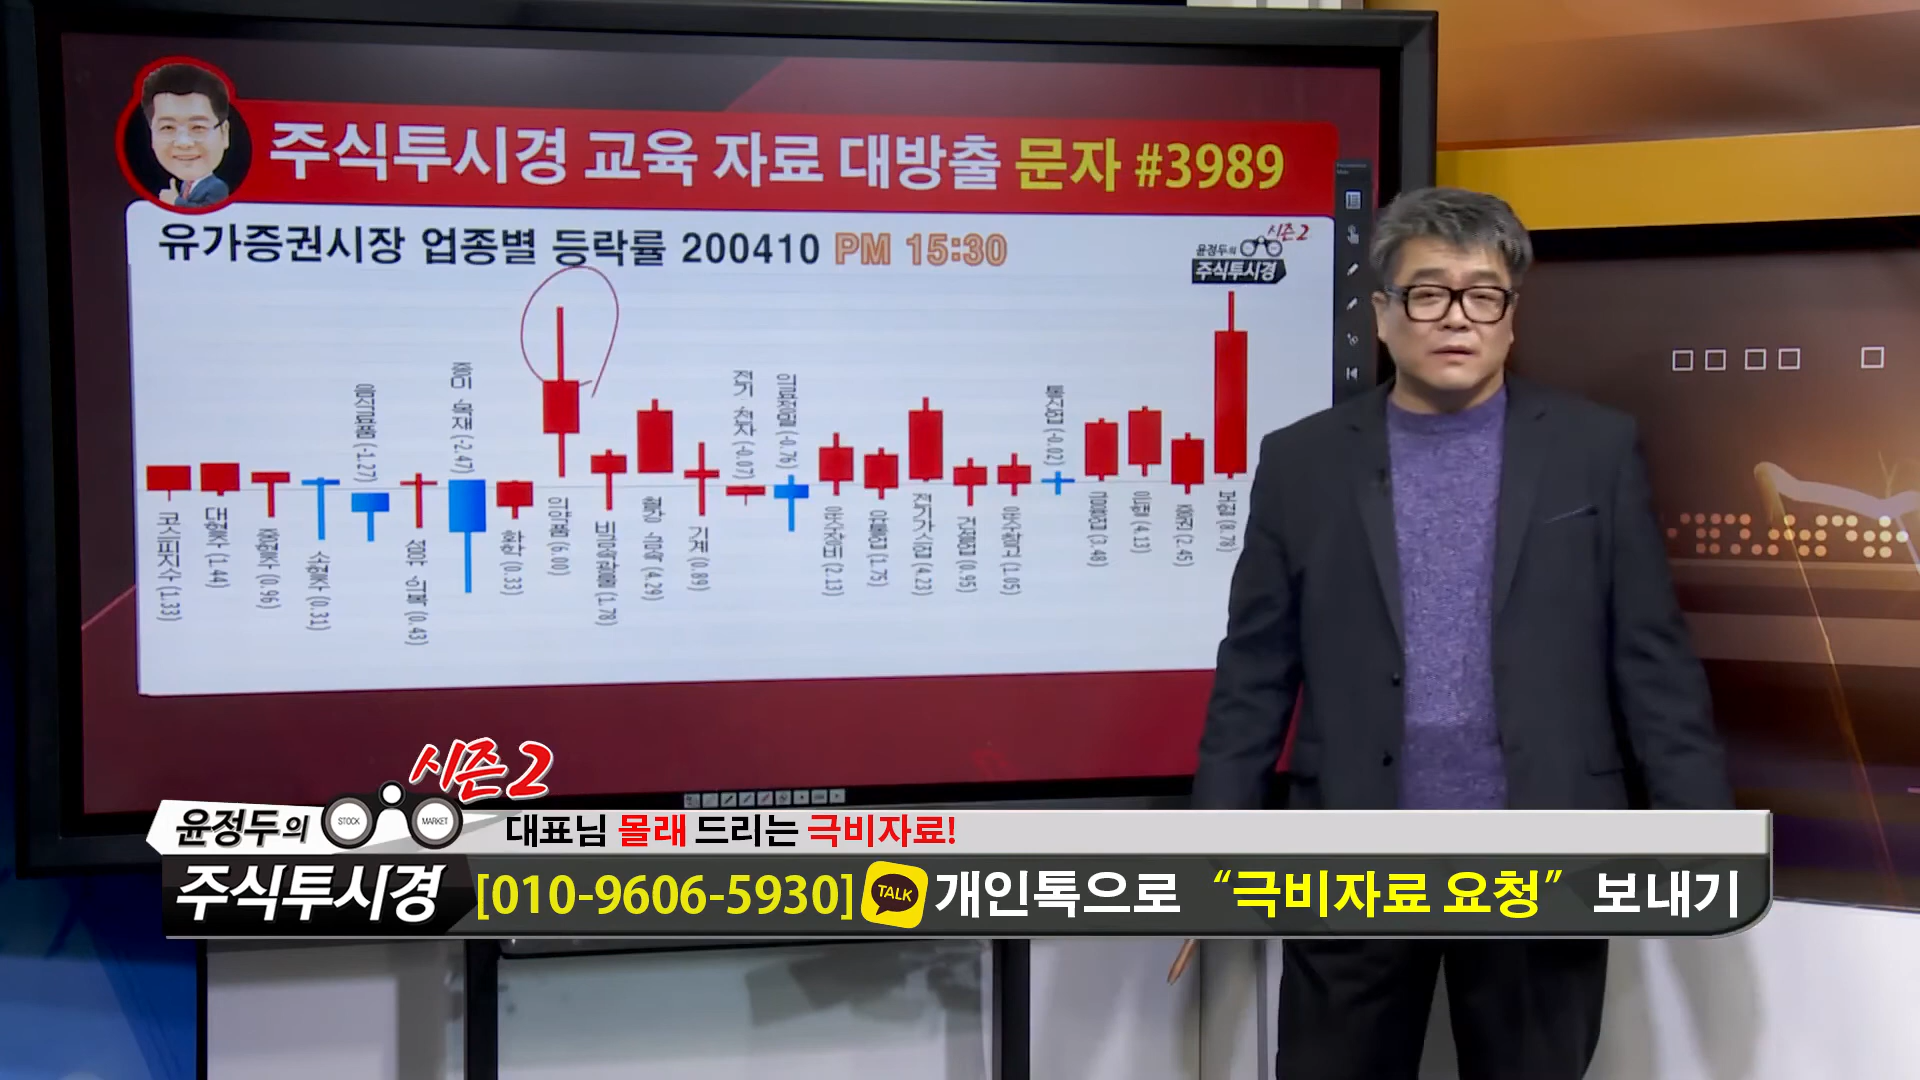 주식투시경 교육 자료 대방출 문자 #3989
유가증권시장 업종별 등락률 200410 PM 15:30
시즌2
윤정두의
주식투시경
코스피지수 (1.33)
대형주 (1.44)
중형주 (0.96)
소형주 (0.31)
음식료품 (-1.27)
섬유·의복 (0.43)
종이·목재 (-2.47)
화학 (0.33)
의약품 (6.00)
비금속광물 (1.78)
철강·금속 (4.29)
기계 (0.89)
전기·전자 (-0.07)
의료정밀 (-0.76)
운수장비 (2.13)
유통업 (1.75)
전기가스업 (4.23)
건설업 (0.95)
운수창고 (1.05)
통신업 (-0.02)
금융업 (3.48)
은행 (4.13)
증권 (2.45)
보험 (8.78)
시즌2
윤정두의
STOCK
MARKET
주식투시경
대표님 몰래 드리는 극비자료!
[010-9606-5930] TALK 개인톡으로 “극비자료 요청” 보내기